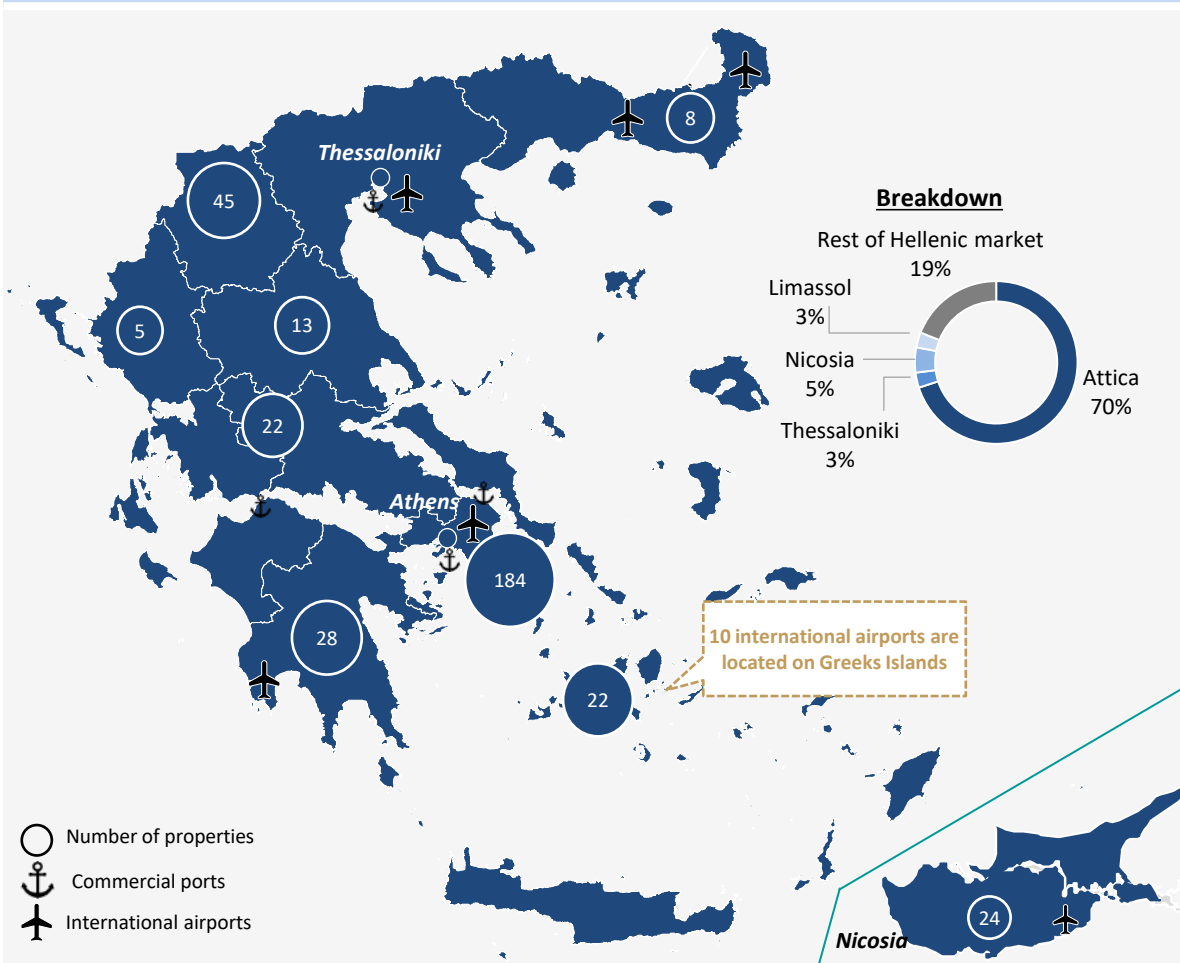 8
Thessaloniki
45
Breakdown
Rest of Hellenic market
19%
Limassol
3%
Nicosia
5%
Attica
70%
Thessaloniki
3%
5
13
22
Athens
184
28
10 international airports are
located on Greeks Islands
22
Number of properties
Commercial ports
International airports
24
Nicosia